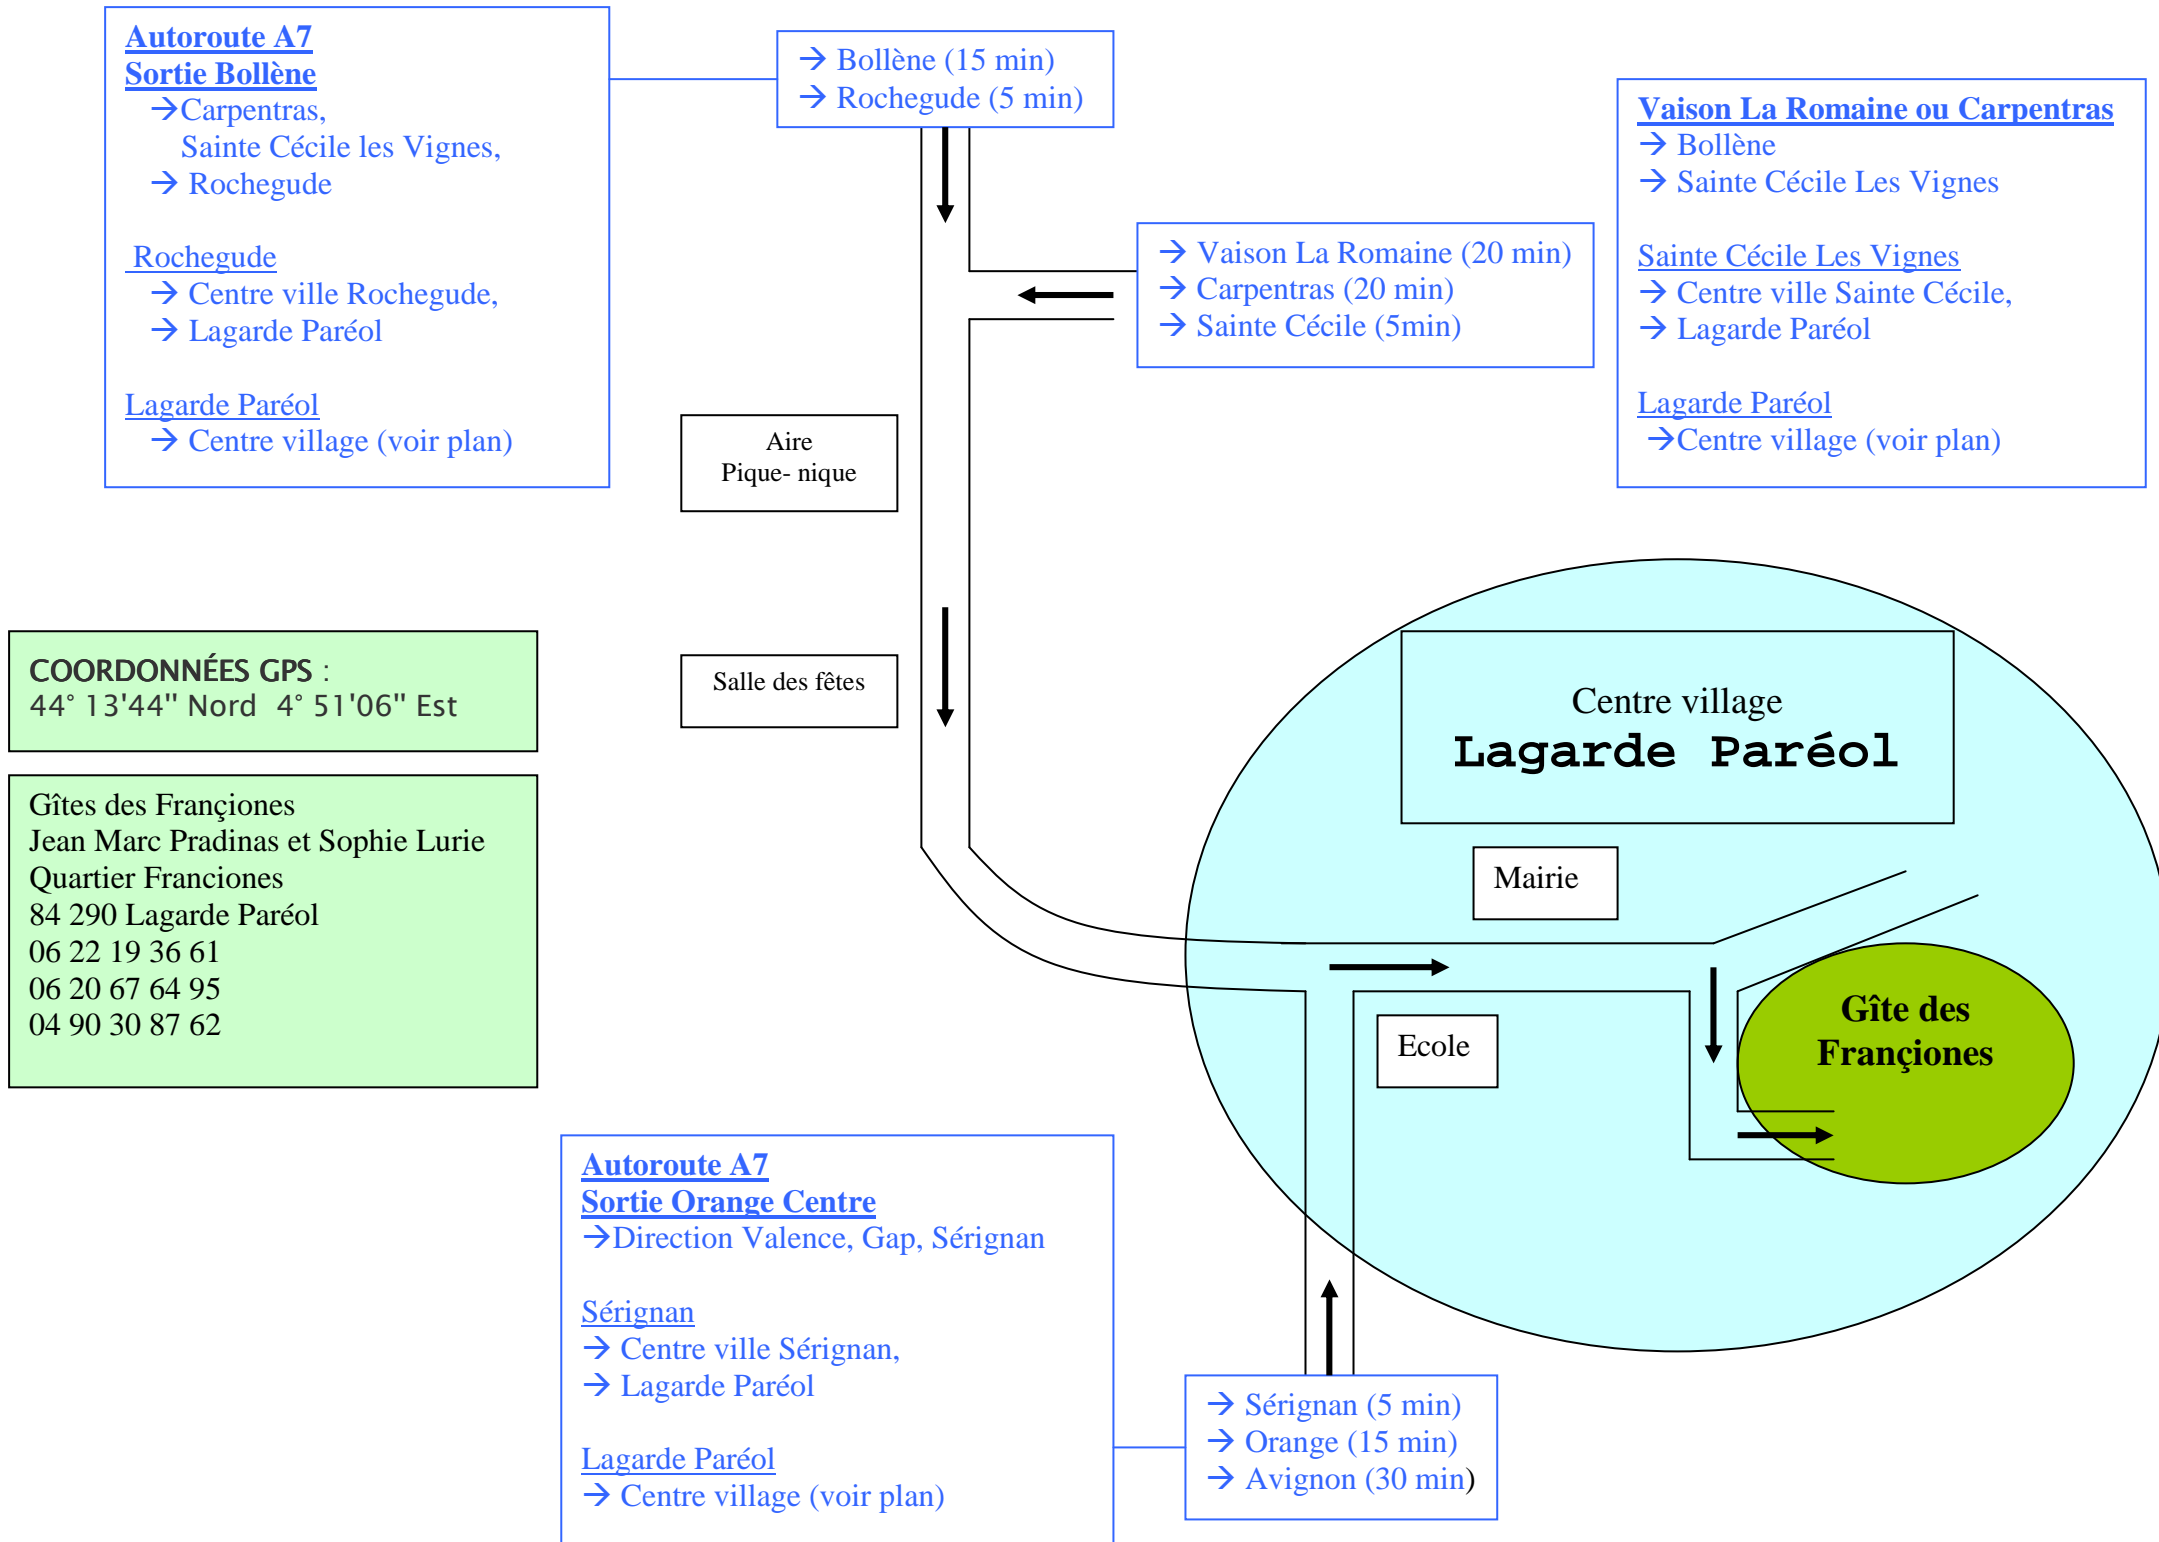 Autoroute A7
Sortie Bollène
→Carpentras,
Sainte Cécile les Vignes,
→ Rochegude
Rochegude
→ Centre ville Rochegude,
→ Lagarde Paréol
Lagarde Paréol
→ Centre village (voir plan)
→ Bollène (15 min)
→ Rochegude (5 min)
Vaison La Romaine ou Carpentras
→ Bollène
→ Sainte Cécile Les Vignes
Sainte Cécile Les Vignes
→ Centre ville Sainte Cécile,
→ Lagarde Paréol
Lagarde Paréol
→Centre village (voir plan)
→ Vaison La Romaine (20 min)
→ Carpentras (20 min)
→ Sainte Cécile (5min)
Aire
Pique- nique
Salle des fêtes
COORDONNÉES GPS :
44° 13'44" Nord 4° 51'06" Est
Gîtes des Françiones
Jean Marc Pradinas et Sophie Lurie
Quartier Franciones
84 290 Lagarde Paréol
06 22 19 36 61
06 20 67 64 95
04 90 30 87 62
Centre village
Lagarde Paréol
Mairie
Ecole
Gîte des
Françiones
Autoroute A7
Sortie Orange Centre
→Direction Valence, Gap, Sérignan
Sérignan
→ Centre ville Sérignan,
→ Lagarde Paréol
Lagarde Paréol
→ Centre village (voir plan)
→ Sérignan (5 min)
→ Orange (15 min)
→ Avignon (30 min)